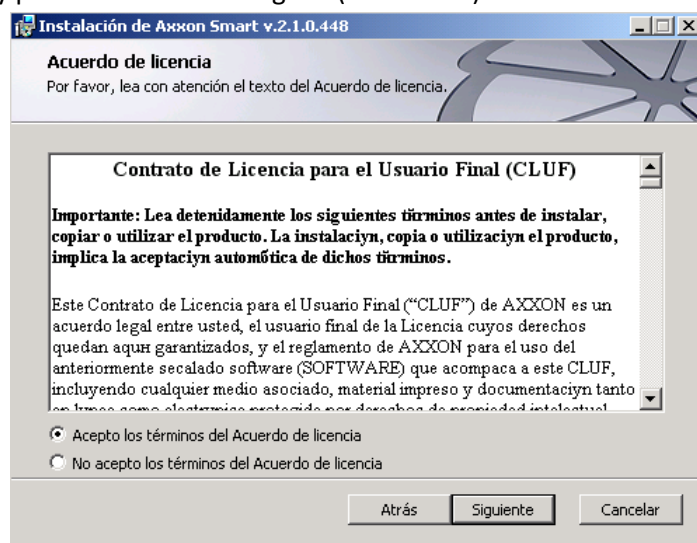 Instalación de Axxon Smart v.2.1.0.448
Acuerdo de licencia
Por favor, lea con atención el texto del Acuerdo de licencia.
Contrato de Licencia para el Usuario Final (CLUF)
Importante: Lea detenidamente los siguientes tйrminos antes de instalar,
copiar o utilizar el producto. La instalaciуn, copia o utilizaciуn el producto,
implica la aceptaciуn automбtica de dichos tйrminos.
Este Contrato de Licencia para el Usuario Final (“CLUF”) de AXXON es un
acuerdo legal entre usted, el usuario final de la Licencia cuyos derechos
quedan aquн garantizados, y el reglamento de AXXON para el uso del
anteriormente secalado software (SOFTWARE) que acompaca a este CLUF,
incluyendo cualquier medio asociado, material impreso y documentaciуn tanto
Acepto los términos del Acuerdo de licencia
No acepto los términos del Acuerdo de licencia
Atrás Siguiente Cancelar